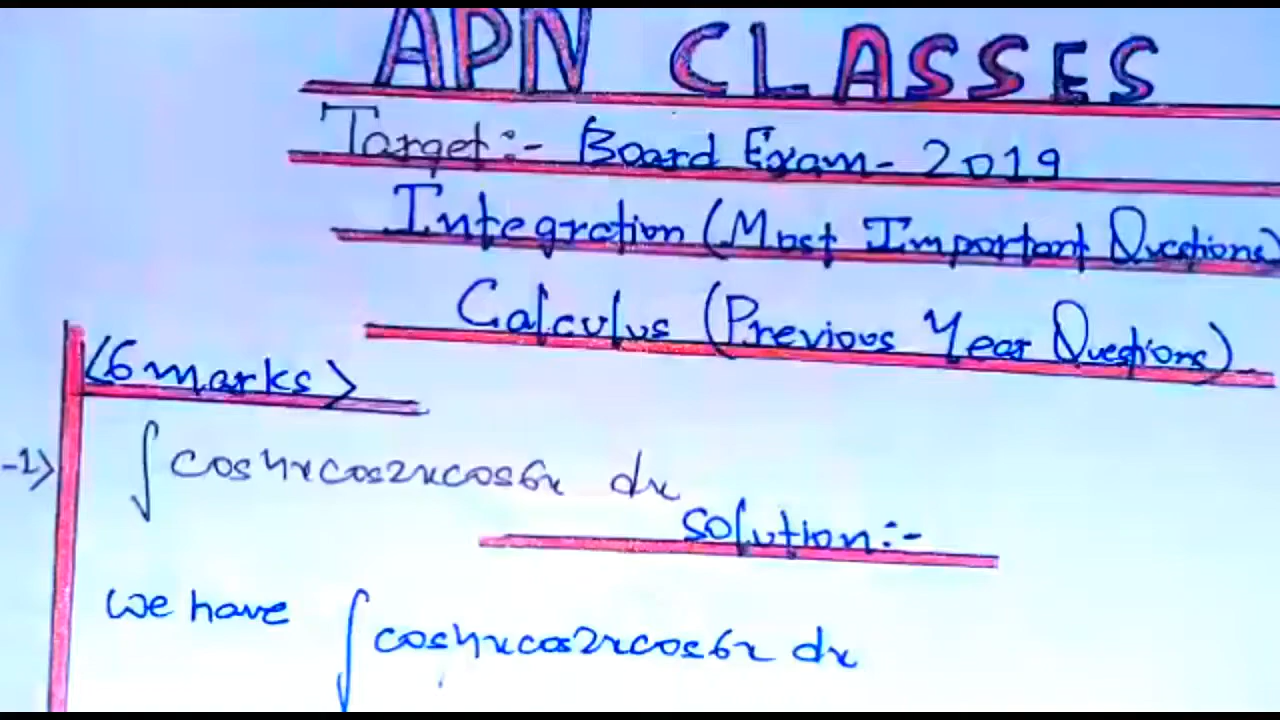 APN CLASSES
Target:- Board Exam- 2019
Integration (Most Important Questions)
Calculus (Previous Year Questions)
<6 marks>
-1> ∫cos4xcos2xcos6x dx
solution:-
we have ∫cos4xcos2xcos6x dx